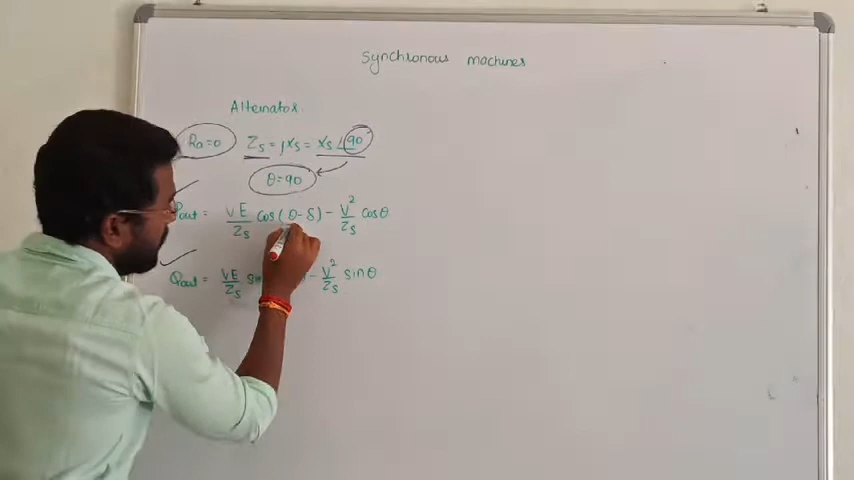 Synchronous machines
Alternator.
Ra=0 Zs = jXs = Xs ∠90
θ=90
Pout = VE/Zs cos(θ-δ) - V²/Zs cosθ
Qout = VE/Zs - V²/Zs sinθ